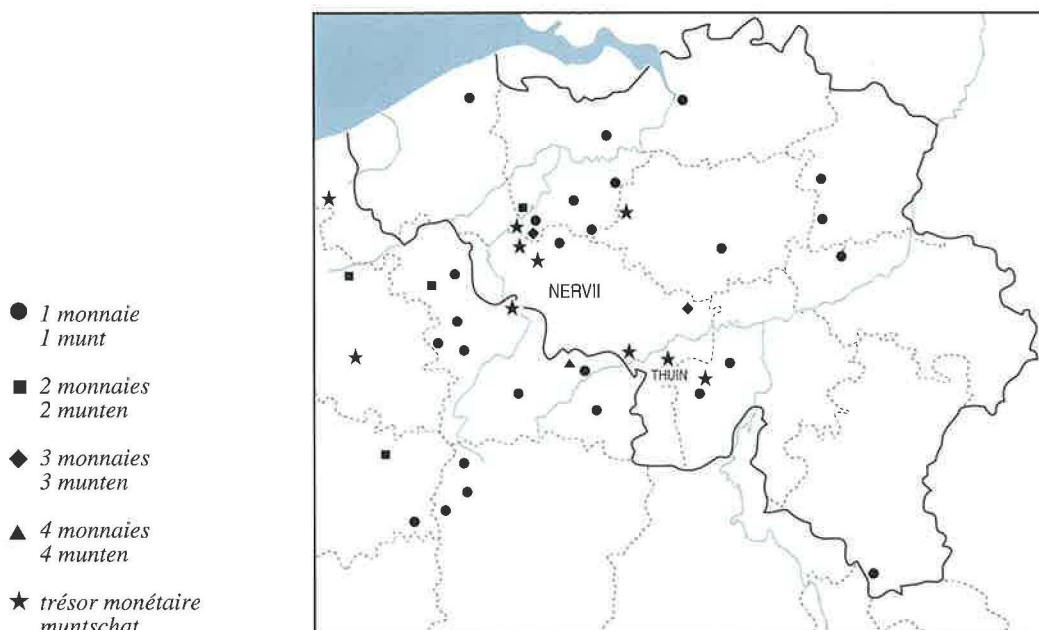 NERVII
THUIN
1 monnaie
1 munt
2 monnaies
2 munten
3 monnaies
3 munten
4 monnaies
4 munten
trésor monétaire
muntschat